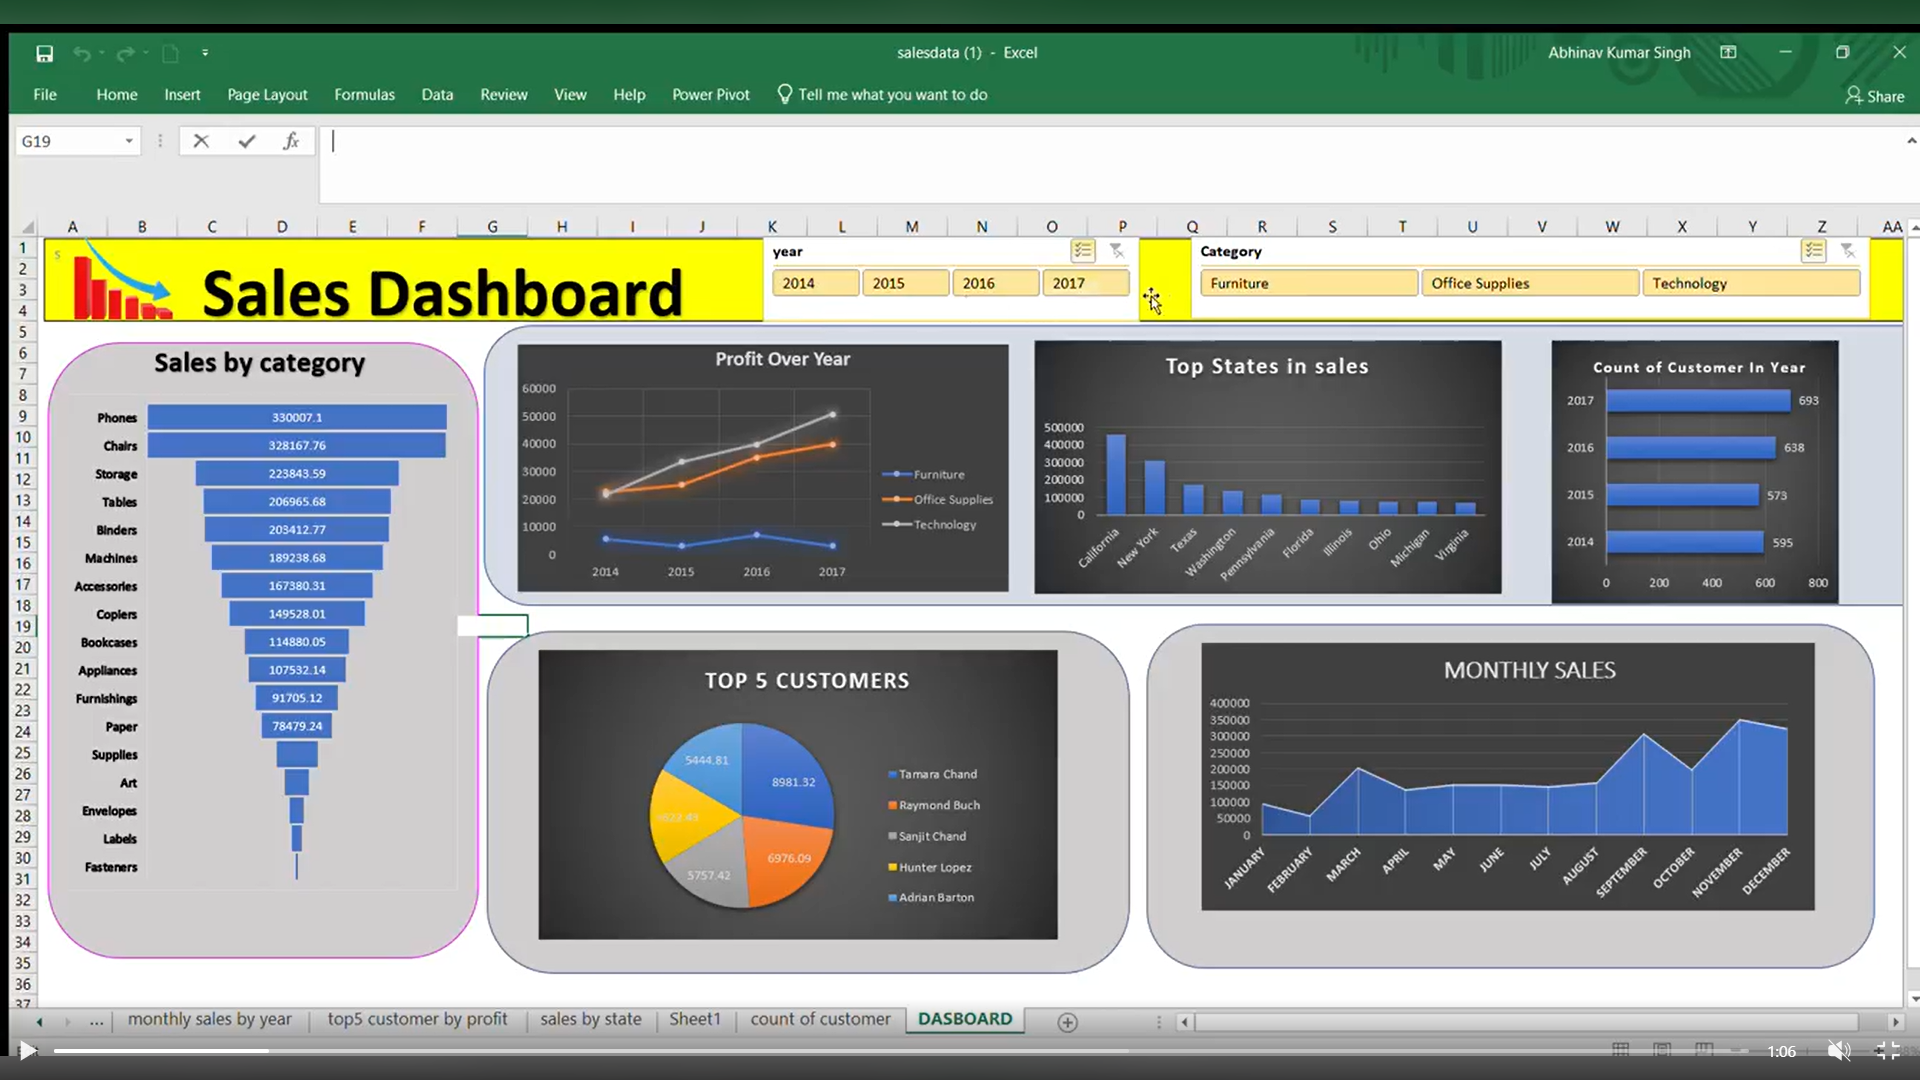 salesdata (1) - Excel
Abhinav Kumar Singh
File Home Insert Page Layout Formulas Data Review View Help Power Pivot Tell me what you want to do
Share
G19
fx
A B C D E F G H I J K L M N O P Q R S T U V W X Y Z AA
1
2
3
4
5
6
7
8
9
10
11
12
13
14
15
16
17
18
19
20
21
22
23
24
25
26
27
28
29
30
31
32
33
34
35
36
37
Sales Dashboard
year
2014 2015 2016 2017
Category
Furniture Office Supplies Technology
Sales by category
Phones 330007.1
Chairs 328167.76
Storage 223843.59
Tables 206965.68
Binders 203412.77
Machines 189238.68
Accessories 167380.31
Copiers 149528.01
Bookcases 114880.05
Appliances 107532.14
Furnishings 91705.12
Paper 78479.24
Supplies
Art
Envelopes
Labels
Fasteners
Profit Over Year
60000
50000
40000
30000
20000
10000
0
2014 2015 2016 2017
Furniture
Office Supplies
Technology
Top States in sales
500000
400000
300000
200000
100000
0
California New York Texas Washington Pennsylvania Florida Illinois Ohio Michigan Virginia
Count of Customer In Year
2017 693
2016 638
2015 573
2014 595
0 200 400 600 800
TOP 5 CUSTOMERS
5444.81
8981.32
6976.09
5757.42
Tamara Chand
Raymond Buch
Sanjit Chand
Hunter Lopez
Adrian Barton
MONTHLY SALES
400000
350000
300000
250000
200000
150000
100000
50000
0
JANUARY FEBRUARY MARCH APRIL MAY JUNE JULY AUGUST SEPTEMBER OCTOBER NOVEMBER DECEMBER
... monthly sales by year top5 customer by profit sales by state Sheet1 count of customer DASBOARD
1:06